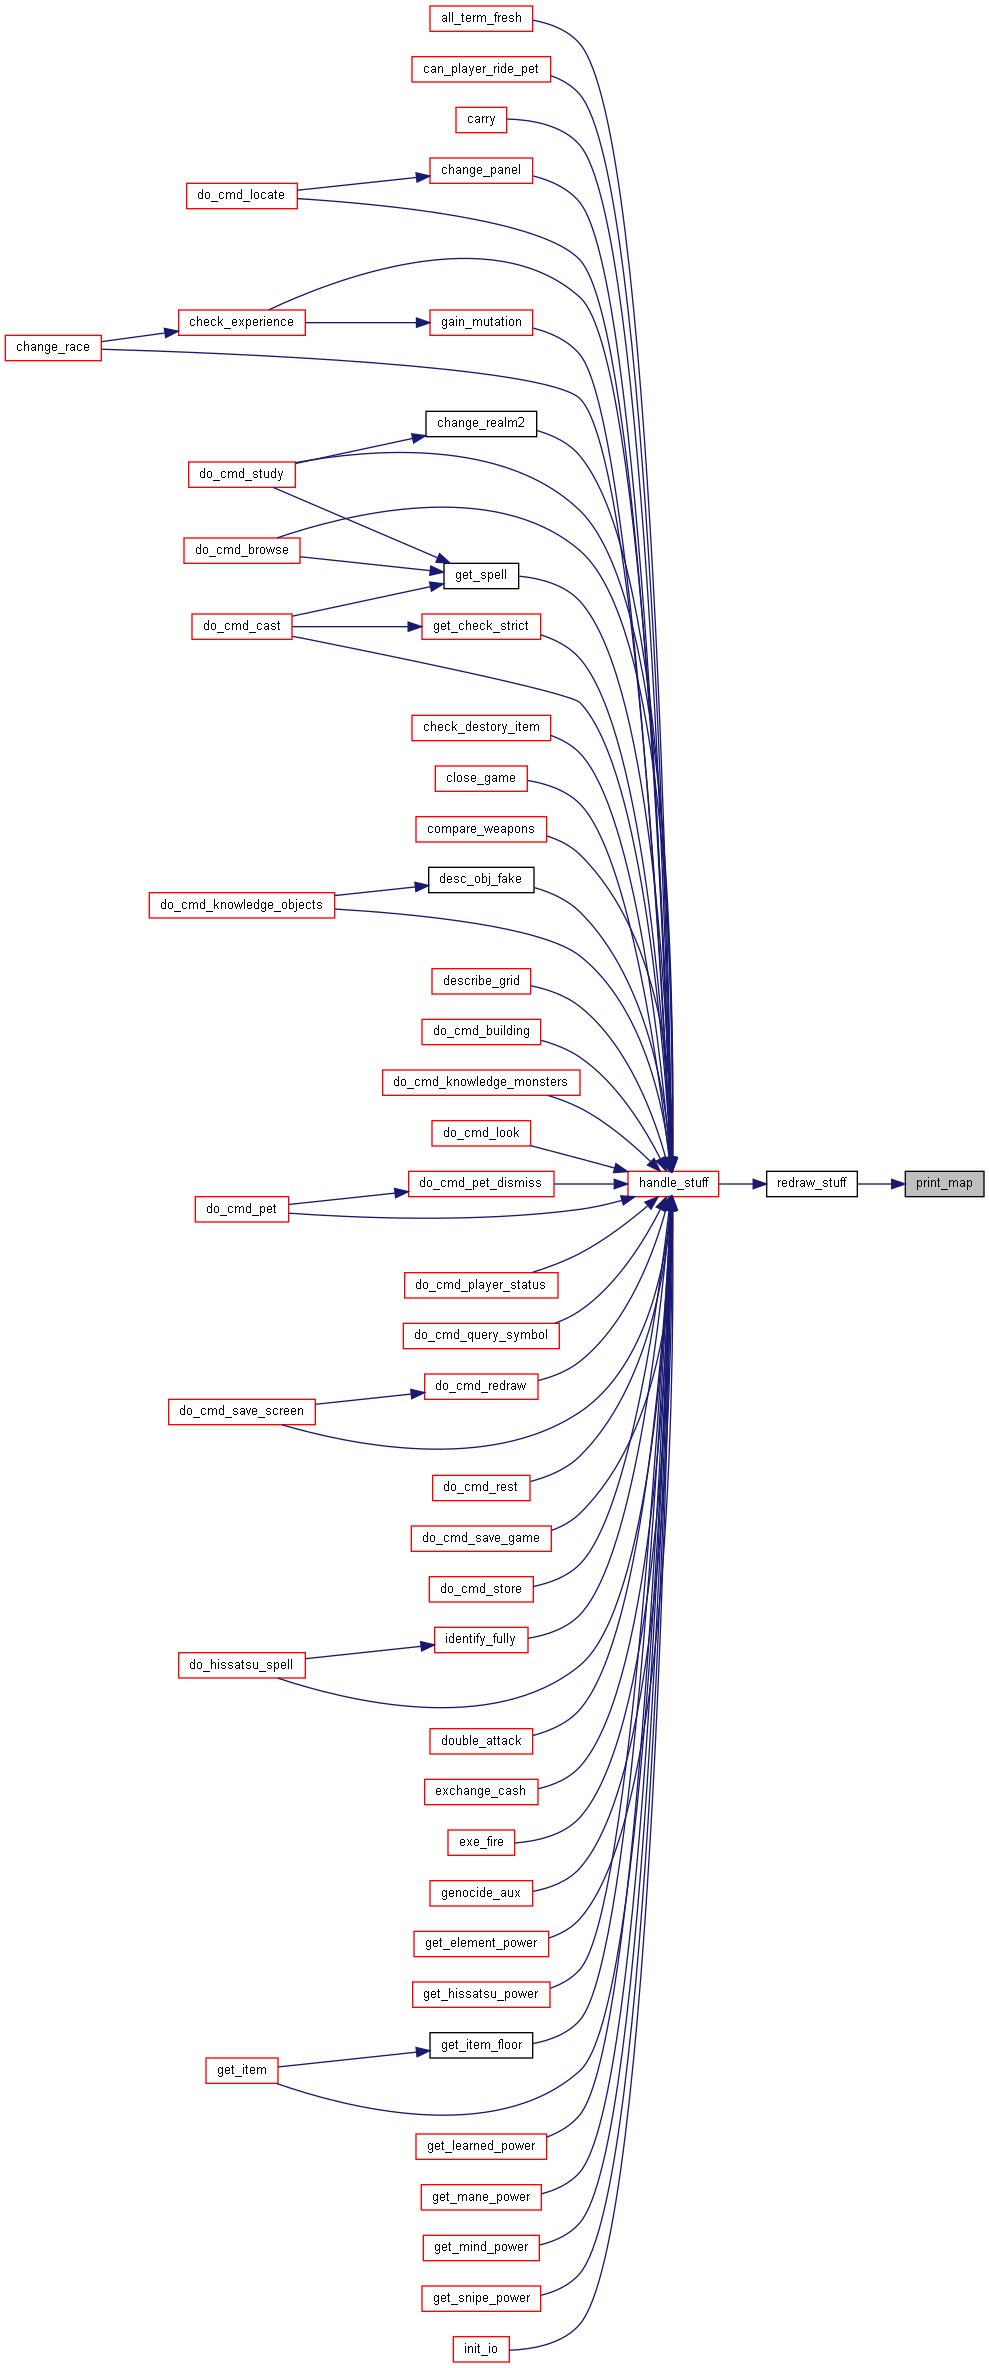 all_term_fresh
can_player_ride_pet
carry
change_panel
do_cmd_locate
check_experience
gain_mutation
change_race
change_realm2
do_cmd_study
do_cmd_browse
get_spell
do_cmd_cast
get_check_strict
check_destory_item
close_game
compare_weapons
desc_obj_fake
do_cmd_knowledge_objects
describe_grid
do_cmd_building
do_cmd_knowledge_monsters
do_cmd_look
do_cmd_pet_dismiss
handle_stuff
redraw_stuff
print_map
do_cmd_pet
do_cmd_player_status
do_cmd_query_symbol
do_cmd_redraw
do_cmd_save_screen
do_cmd_rest
do_cmd_save_game
do_cmd_store
identify_fully
do_hissatsu_spell
double_attack
exchange_cash
exe_fire
genocide_aux
get_element_power
get_hissatsu_power
get_item_floor
get_item
get_learned_power
get_mane_power
get_mind_power
get_snipe_power
init_io